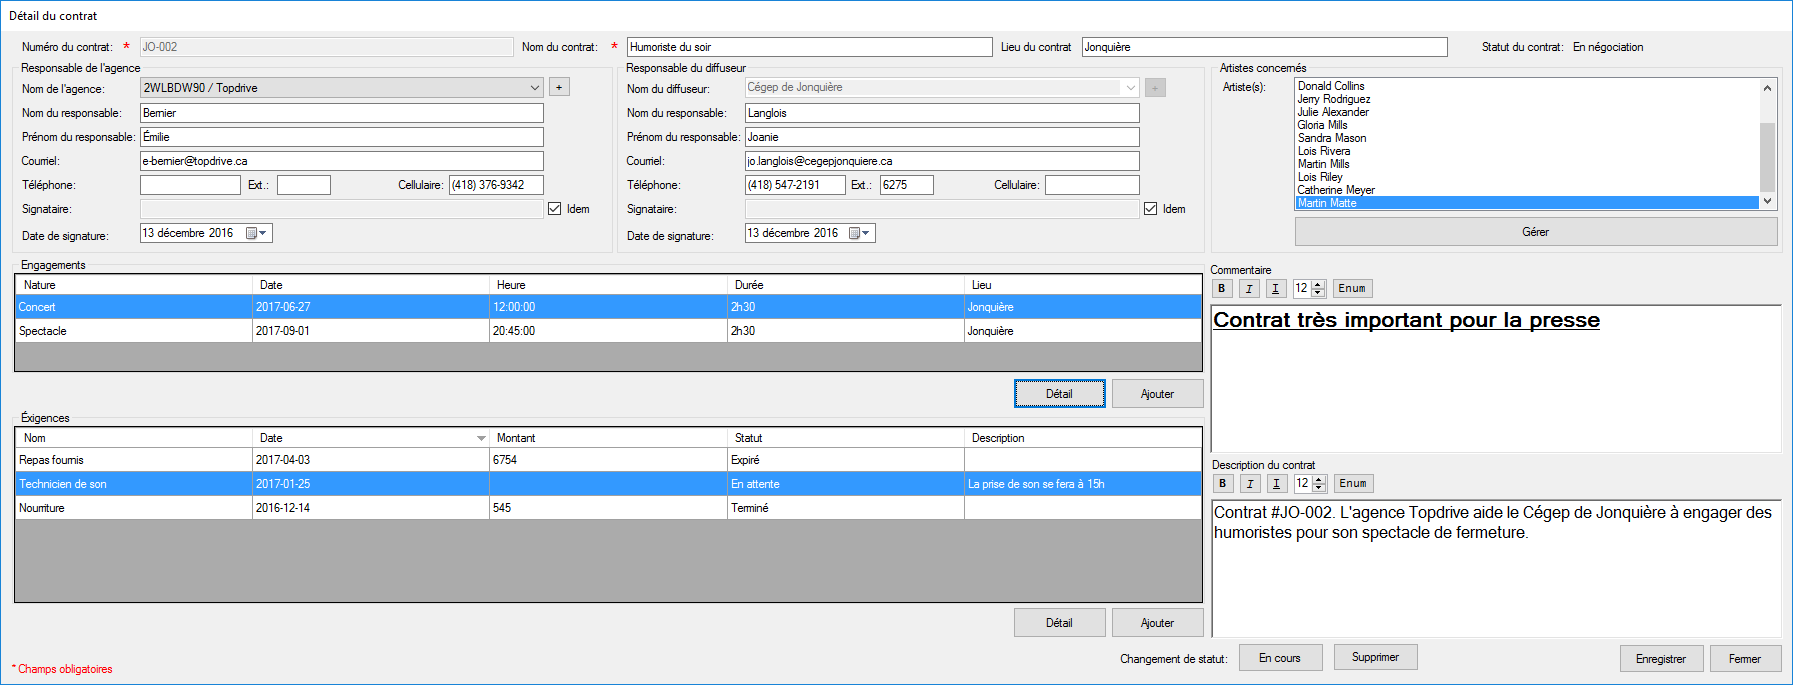 Détail du contrat
Numéro du contrat: * JO-002 Nom du contrat: * Humoriste du soir Lieu du contrat Jonquière Statut du contrat: En négociation
Responsable de l'agence
Nom de l'agence: 2WLBDW90 / Topdrive +
Nom du responsable: Bernier
Prénom du responsable: Émilie
Courriel: e-bernier@topdrive.ca
Téléphone: Ext.: Cellulaire: (418) 376-9342
Signataire: Idem
Date de signature: 13 décembre 2016
Responsable du diffuseur
Nom du diffuseur: Cégep de Jonquière +
Nom du responsable: Langlois
Prénom du responsable: Joanie
Courriel: jo.langlois@cegepjonquiere.ca
Téléphone: (418) 547-2191 Ext.: 6275 Cellulaire:
Signataire: Idem
Date de signature: 13 décembre 2016
Artistes concernés
Artiste(s):
Donald Collins
Jerry Rodriguez
Julie Alexander
Gloria Mills
Sandra Mason
Lois Rivera
Martin Mills
Lois Riley
Catherine Meyer
Martin Matte
Gérer
Engagements
Nature Date Heure Durée Lieu
Concert 2017-06-27 12:00:00 2h30 Jonquière
Spectacle 2017-09-01 20:45:00 2h30 Jonquière
Détail Ajouter
Éxigences
Nom Date Montant Statut Description
Repas fournis 2017-04-03 6754 Expiré
Technicien de son 2017-01-25 En attente La prise de son se fera à 15h
Nourriture 2016-12-14 545 Terminé
Détail Ajouter
Commentaire
B I I 12 Enum
Contrat très important pour la presse
Description du contrat
B I I 12 Enum
Contrat #JO-002. L'agence Topdrive aide le Cégep de Jonquière à engager des
humoristes pour son spectacle de fermeture.
* Champs obligatoires
Changement de statut: En cours Supprimer Enregistrer Fermer